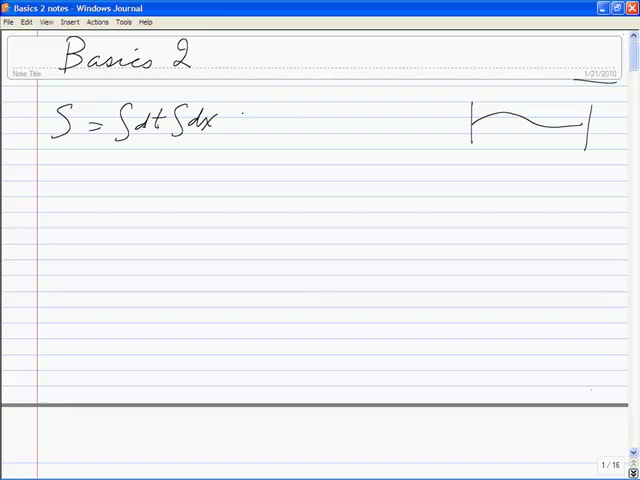 Basics 2 notes - Windows Journal
File Edit View Insert Actions Tools Help
Basics 2
Note Title
1/21/2010
S = ∫dt ∫dx
1 / 16